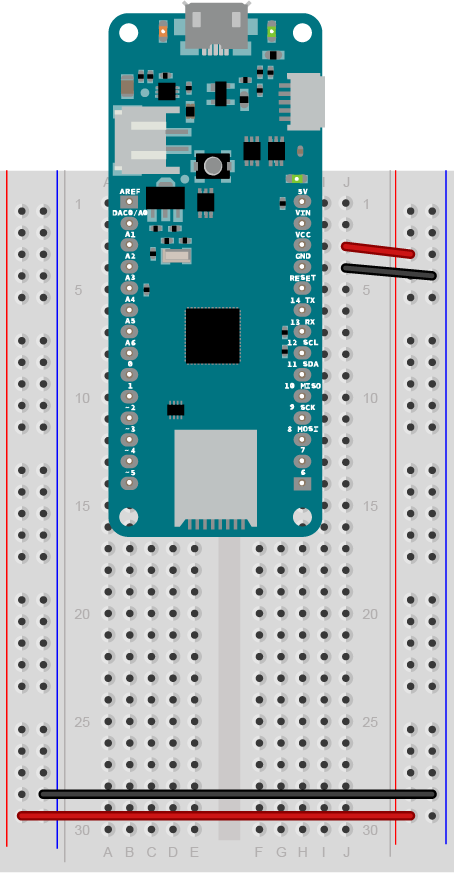 A J
AREF 5V
1 DAC0/A0 VIN 1
A1 VCC
A2 GND
A3 RESET
5 A4 14 TX 5
A5 13 RX
A6 12 SCL
0 11 SDA
10 1 10 MISO 10
~2 9 SCK
~3 8 MOSI
~4 7
~5 6
15 15
20 20
25 25
30 30
A B C D E F G H I J